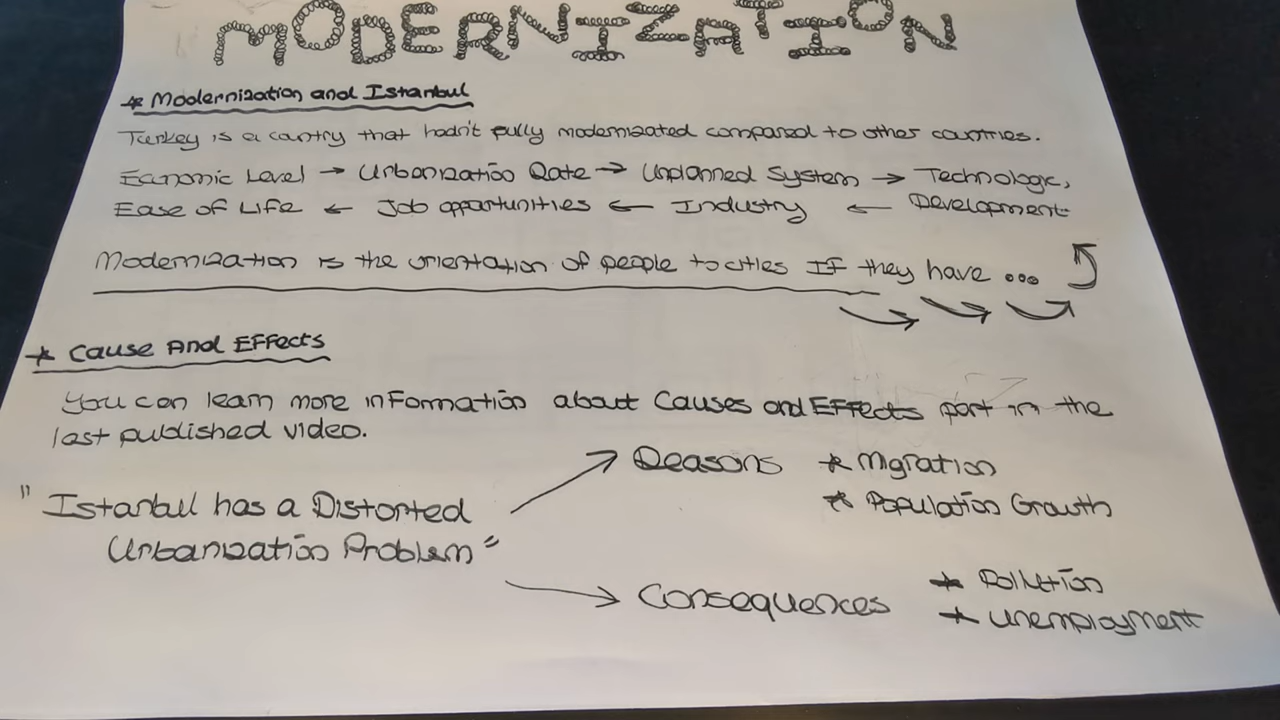 MODERNIZATION
* Modernization and Istanbul
Turkey is a country that hadn't fully modernizated compared to other countries.
Economic Level → Urbanization Rate → Unplanned System → Technologic,
Ease of Life ← Job opportunities ← Industry ← Development
Modernization is the orientation of people to cities If they have ...
* Cause And Effects
You can learn more information about Causes and Effects part in the
last published video.
"Istanbul has a Distorted
Urbanization Problem"
Reasons * Migration
* Population Growth
Consequences * Pollution
* Unemployment